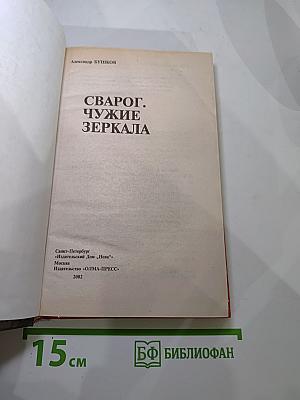 Александр БУШКОВ
СВАРОГ.
ЧУЖИЕ
ЗЕРКАЛА
Санкт-Петербург
«Издательский Дом „Нева"»
Москва
Издательство «ОЛМА-ПРЕСС»
2002
15 см
БФ БИБЛИОФАН